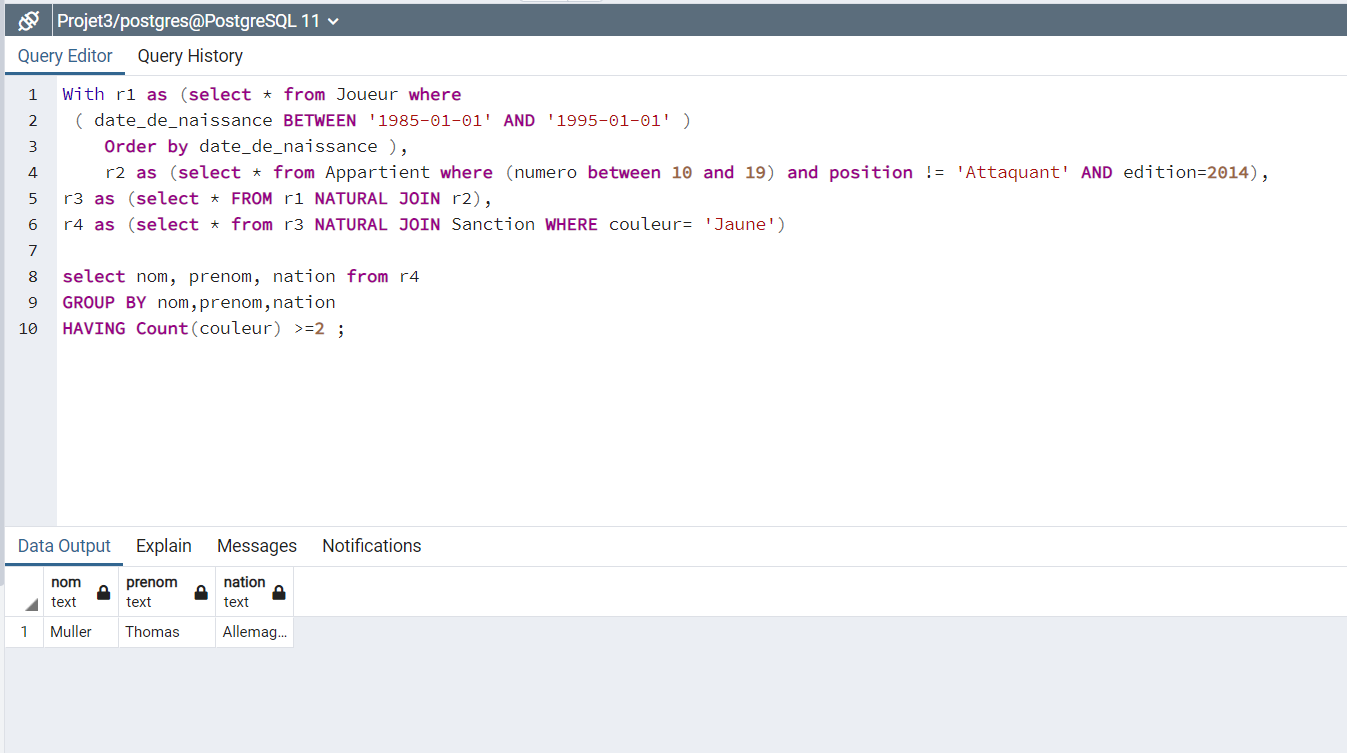 Projet3/postgres@PostgreSQL 11
Query Editor Query History
1 With r1 as (select * from Joueur where
2 ( date_de_naissance BETWEEN '1985-01-01' AND '1995-01-01' )
3 Order by date_de_naissance ),
4 r2 as (select * from Appartient where (numero between 10 and 19) and position != 'Attaquant' AND edition=2014),
5 r3 as (select * FROM r1 NATURAL JOIN r2),
6 r4 as (select * from r3 NATURAL JOIN Sanction WHERE couleur= 'Jaune')
7
8 select nom, prenom, nation from r4
9 GROUP BY nom,prenom,nation
10 HAVING Count(couleur) >=2 ;
Data Output Explain Messages Notifications
nom prenom nation
text text text
1 Muller Thomas Allemag...